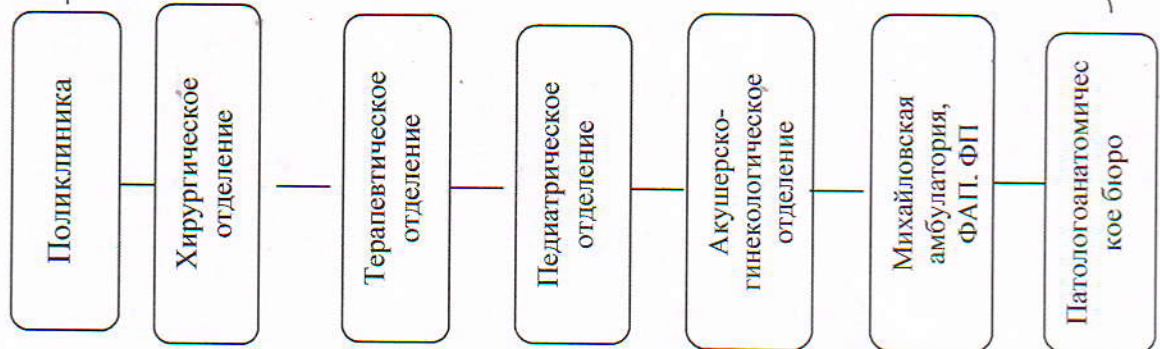 Поликлиника
Хирургическое
отделение
Терапевтическое
отделение
Педиатрическое
отделение
Акушерско-
гинекологическое
отделение
Михайловская
амбулатория,
ФАП. ФП
Патологоанатомичес
кое бюро